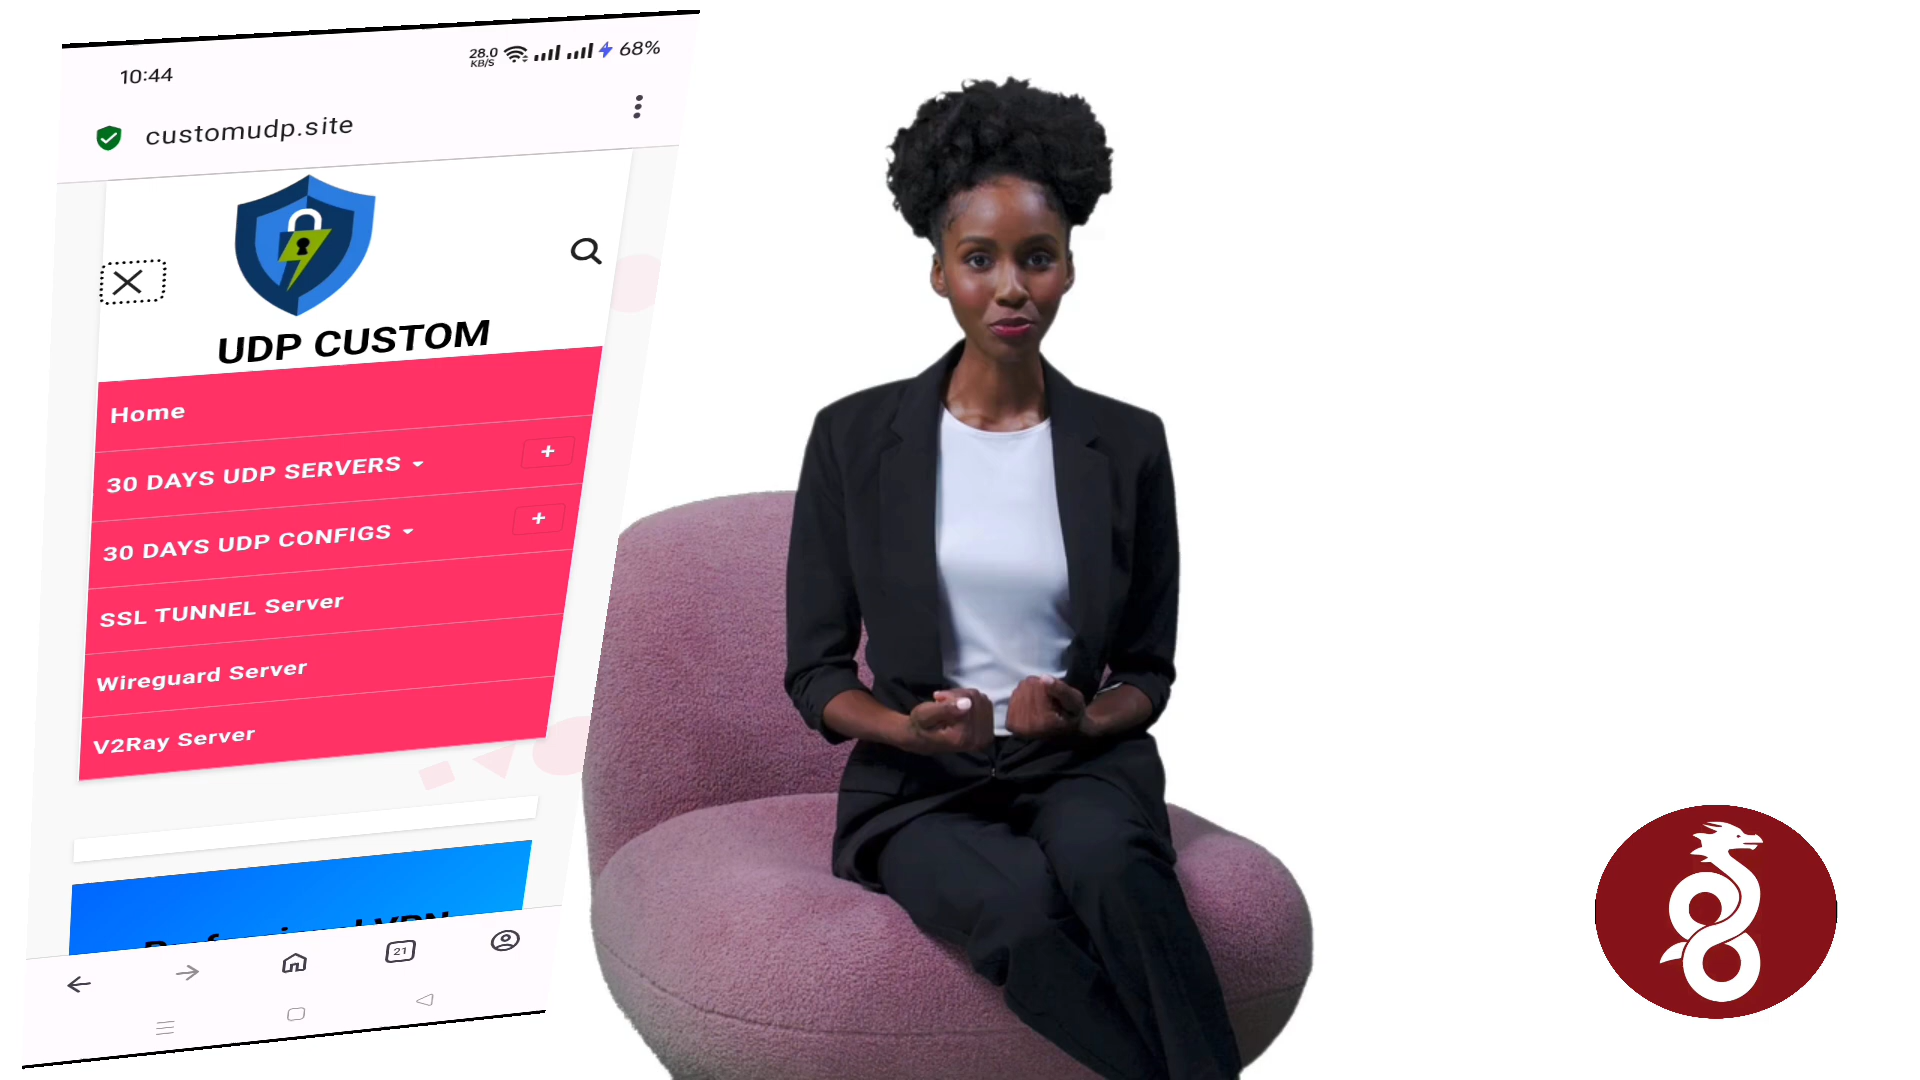 10:44
28.0
KB/S
68%
customudp.site
UDP CUSTOM
Home
30 DAYS UDP SERVERS
+
30 DAYS UDP CONFIGS
+
SSL TUNNEL Server
Wireguard Server
V2Ray Server
21